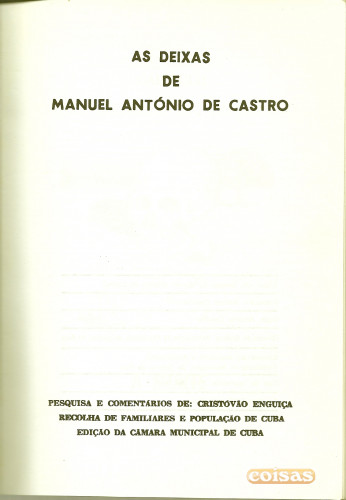 AS DEIXAS
DE
MANUEL ANTÓNIO DE CASTRO
PESQUISA E COMENTÁRIOS DE: CRISTÓVÃO ENGUIÇA
RECOLHA DE FAMILIARES E POPULAÇÃO DE CUBA
EDIÇÃO DA CÂMARA MUNICIPAL DE CUBA
coisas